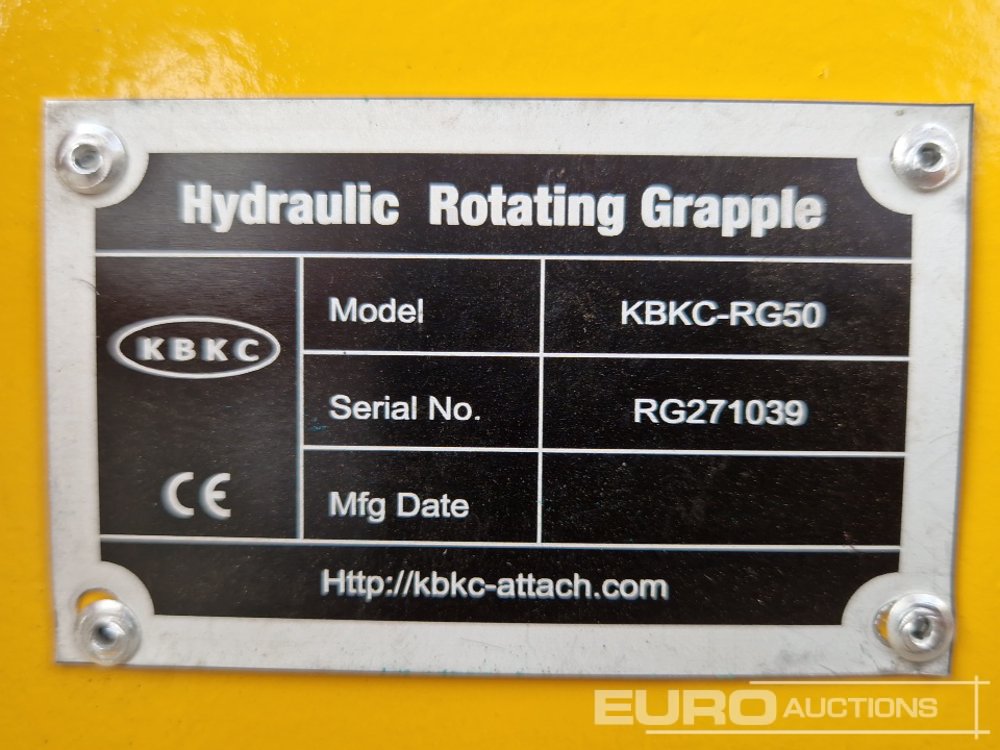 Hydraulic Rotating Grapple
KBKC
Model KBKC-RG50
Serial No. RG271039
CE
Mfg Date
Http://kbkc-attach.com
EURO AUCTIONS